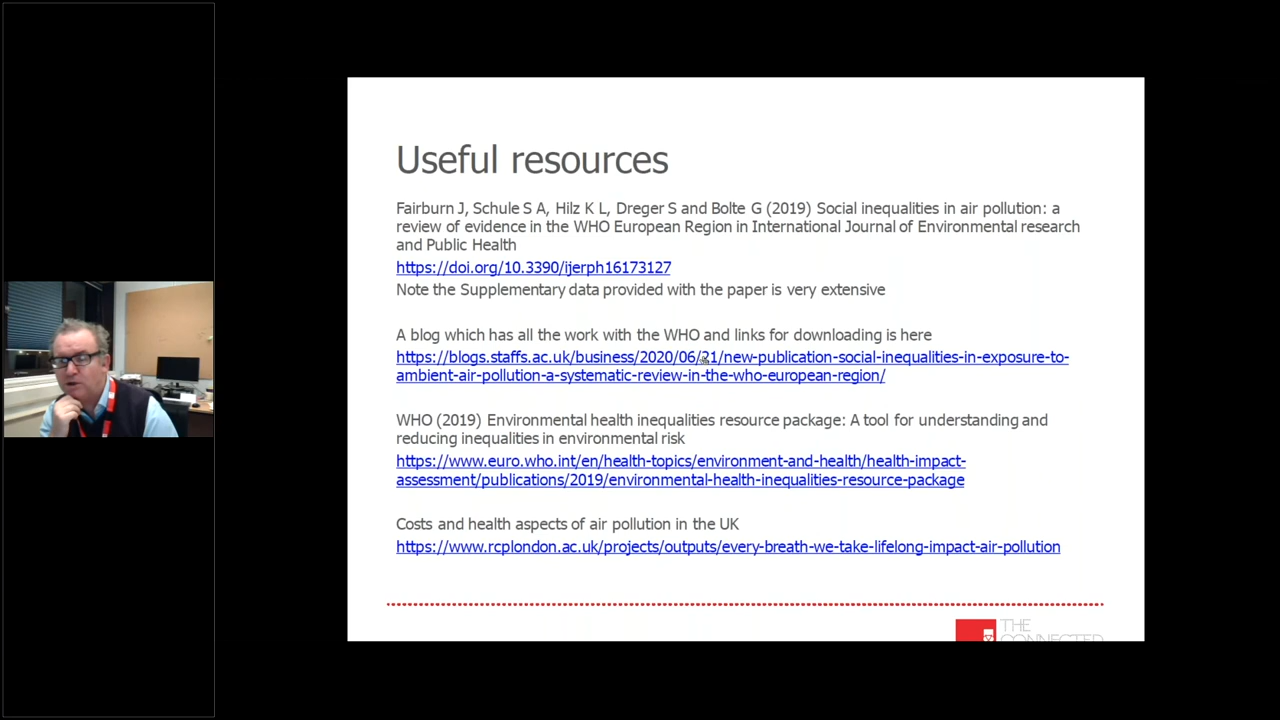 Useful resources
Fairburn J, Schule S A, Hilz K L, Dreger S and Bolte G (2019) Social inequalities in air pollution: a
review of evidence in the WHO European Region in International Journal of Environmental research
and Public Health
https://doi.org/10.3390/ijerph16173127
Note the Supplementary data provided with the paper is very extensive
A blog which has all the work with the WHO and links for downloading is here
https://blogs.staffs.ac.uk/business/2020/06/21/new-publication-social-inequalities-in-exposure-to-
ambient-air-pollution-a-systematic-review-in-the-who-european-region/
WHO (2019) Environmental health inequalities resource package: A tool for understanding and
reducing inequalities in environmental risk
https://www.euro.who.int/en/health-topics/environment-and-health/health-impact-
assessment/publications/2019/environmental-health-inequalities-resource-package
Costs and health aspects of air pollution in the UK
https://www.rcplondon.ac.uk/projects/outputs/every-breath-we-take-lifelong-impact-air-pollution
THE
CONNECTED